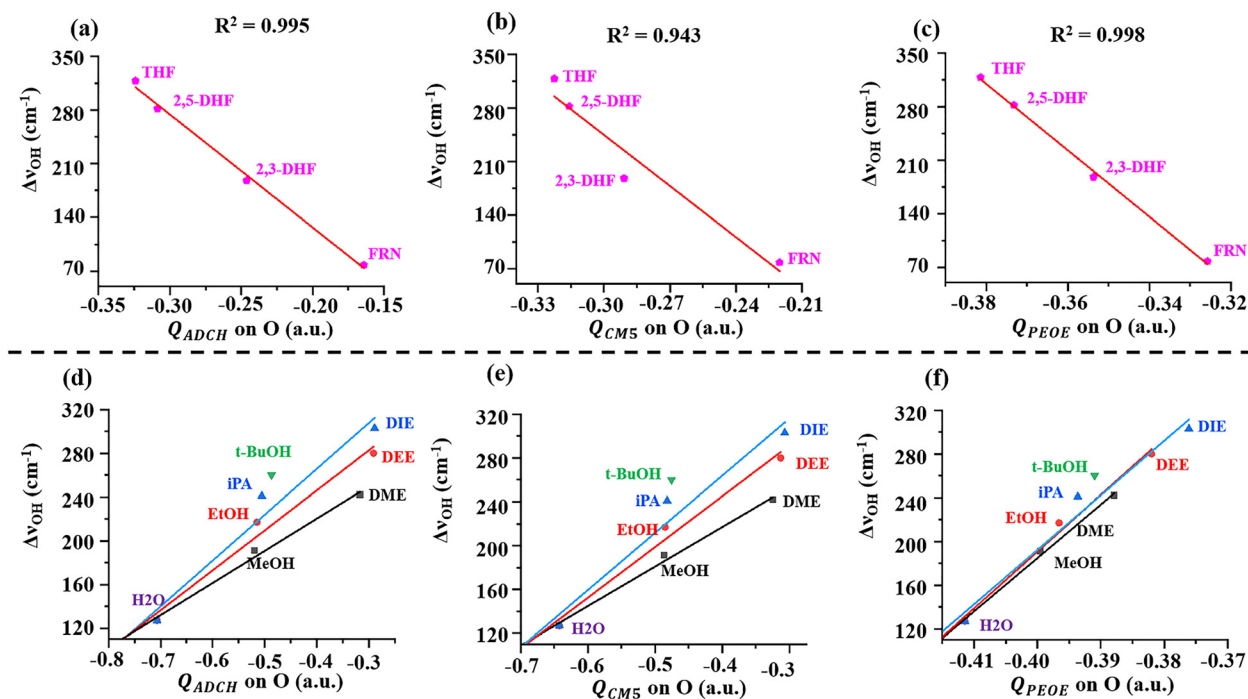 (a)
R² = 0.995
350
280
210
140
70
Δν_OH (cm⁻¹)
THF
2,5-DHF
2,3-DHF
FRN
-0.35
-0.30
-0.25
-0.20
-0.15
Q_ADCH on O (a.u.)
(b)
R² = 0.943
350
280
210
140
70
Δν_OH (cm⁻¹)
THF
2,5-DHF
2,3-DHF
FRN
-0.33
-0.30
-0.27
-0.24
-0.21
Q_CM5 on O (a.u.)
(c)
R² = 0.998
350
280
210
140
70
Δν_OH (cm⁻¹)
THF
2,5-DHF
2,3-DHF
FRN
-0.38
-0.36
-0.34
-0.32
Q_PEOE on O (a.u.)
(d)
320
280
240
200
160
120
Δν_OH (cm⁻¹)
DIE
t-BuOH
DEE
iPA
DME
EtOH
MeOH
H2O
-0.8
-0.7
-0.6
-0.5
-0.4
-0.3
Q_ADCH on O (a.u.)
(e)
320
280
240
200
160
120
Δν_OH (cm⁻¹)
DIE
t-BuOH
DEE
iPA
DME
EtOH
MeOH
H2O
-0.7
-0.6
-0.5
-0.4
-0.3
Q_CM5 on O (a.u.)
(f)
320
280
240
200
160
120
Δν_OH (cm⁻¹)
DIE
t-BuOH
DEE
iPA
EtOH
DME
MeOH
H2O
-0.41
-0.40
-0.39
-0.38
-0.37
Q_PEOE on O (a.u.)